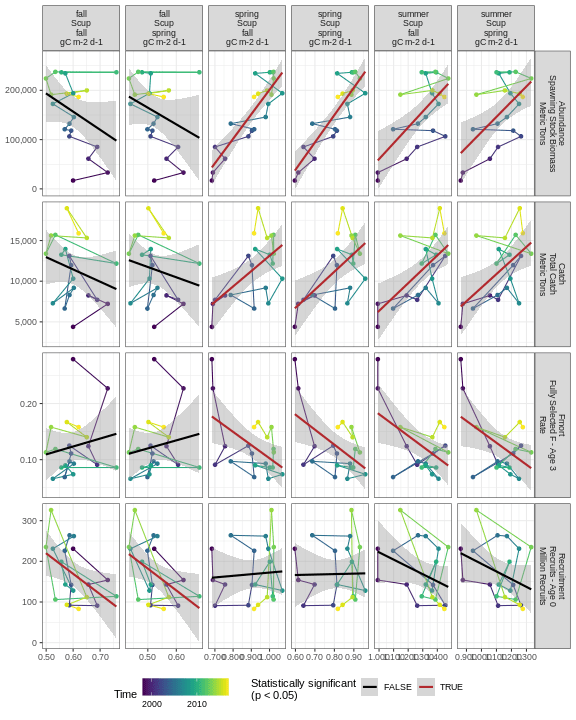 fall
Scup
fall
gC m-2 d-1
fall
Scup
spring
gC m-2 d-1
spring
Scup
fall
gC m-2 d-1
spring
Scup
spring
gC m-2 d-1
summer
Scup
fall
gC m-2 d-1
summer
Scup
spring
gC m-2 d-1
200,000
100,000
0
Abundance
Spawning Stock Biomass
Metric Tons
15,000
10,000
5,000
Catch
Total Catch
Metric Tons
0.20
0.10
Fmort
Fully Selected F - Age 3
Rate
300
200
100
0
Recruitment
Recruits - Age 0
Million Recruits
0.50 0.60 0.70
0.50 0.60
0.700 0.800 0.900 1.000
0.60 0.70 0.80 0.90
Time
2000 2010
Statistically significant
(p < 0.05)
FALSE
TRUE